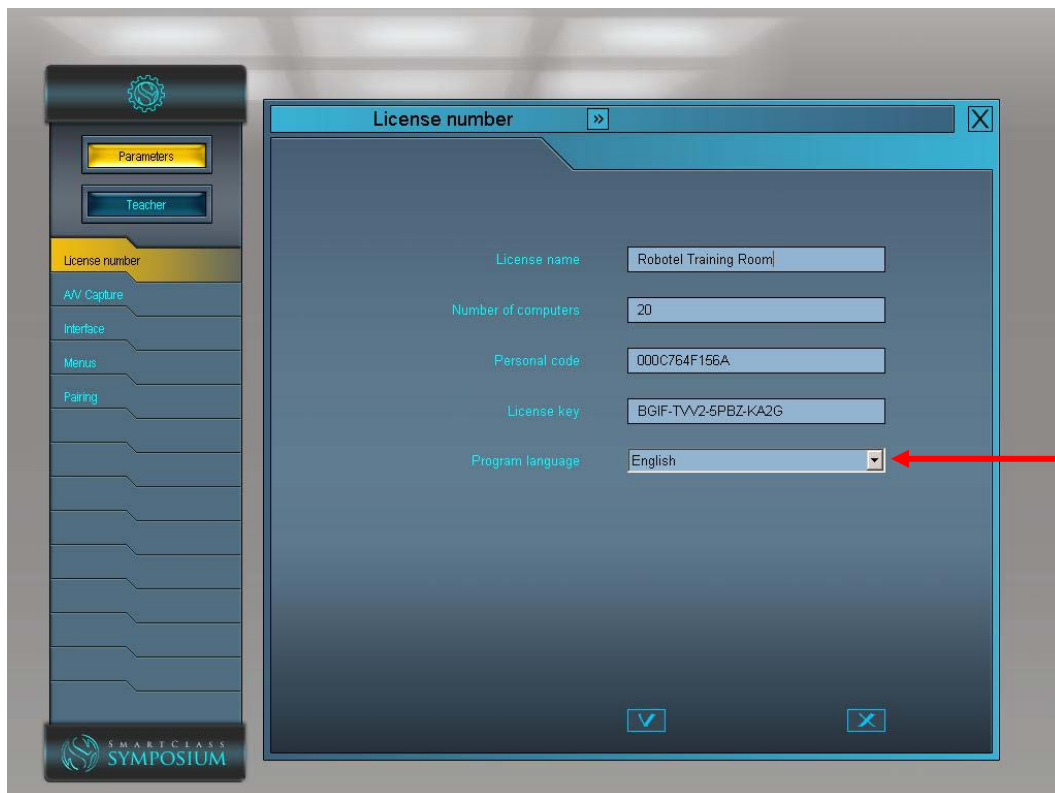 License number »
Parameters
Teacher
License number
A/V Capture
Interface
Menus
Pairing
License name Robotel Training Room
Number of computers 20
Personal code 000C764F156A
License key BGIF-TVV2-5PBZ-KA2G
Program language English
SMARTCLASS
SYMPOSIUM